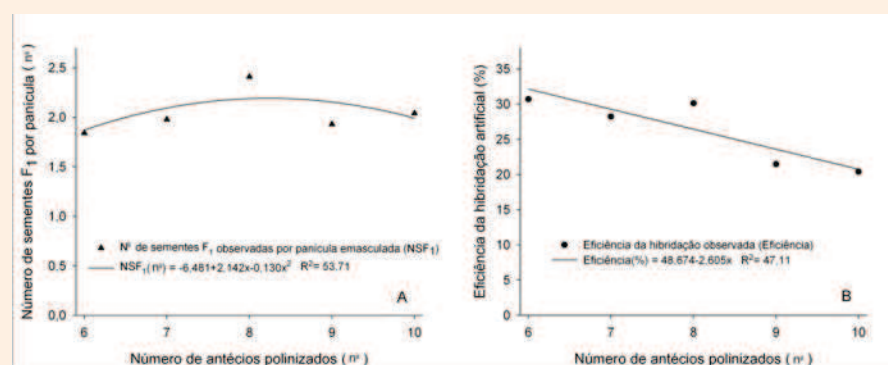 Número de sementes F1 por panícula ( nº )
2,5
2,0
1,5
1,0
0,5
0,0
▲ Nº de sementes F1 observadas por panícula emasculada (NSF1)
NSF1( nº) = -6,461+2,142x-0,130x² R²= 53,71
A
6 7 8 9 10
Número de antécios polinizados ( nº )
Eficiência da hibridação artificial (%)
35
30
25
20
15
10
5
0
● Eficiência da hibridação observada (Eficiência)
Eficiência(%) = 48,674-2,605x R²= 47,11
B
6 7 8 9 10
Número de antécios polinizados ( nº )